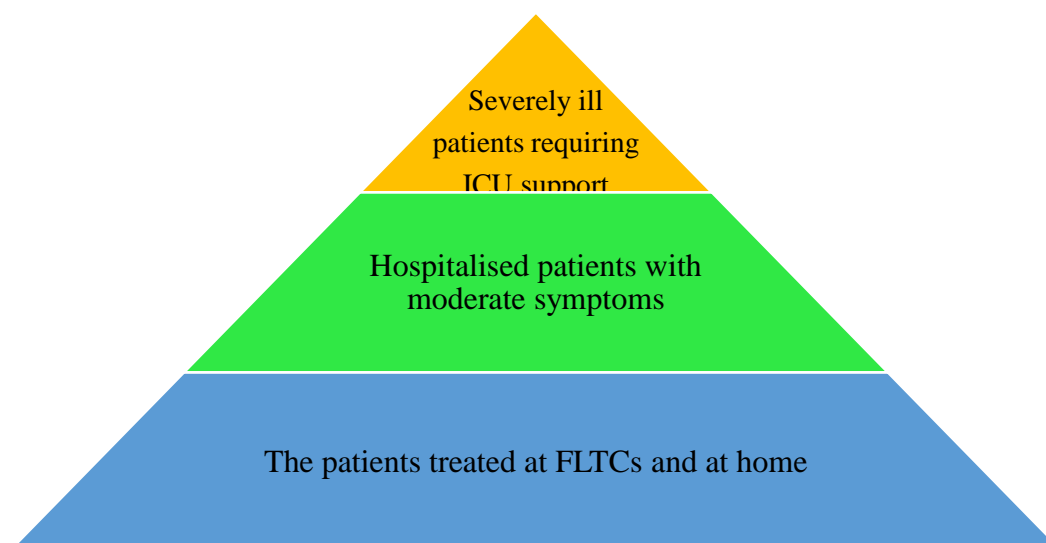 Severely ill
patients requiring
ICU support
Hospitalised patients with
moderate symptoms
The patients treated at FLTCs and at home